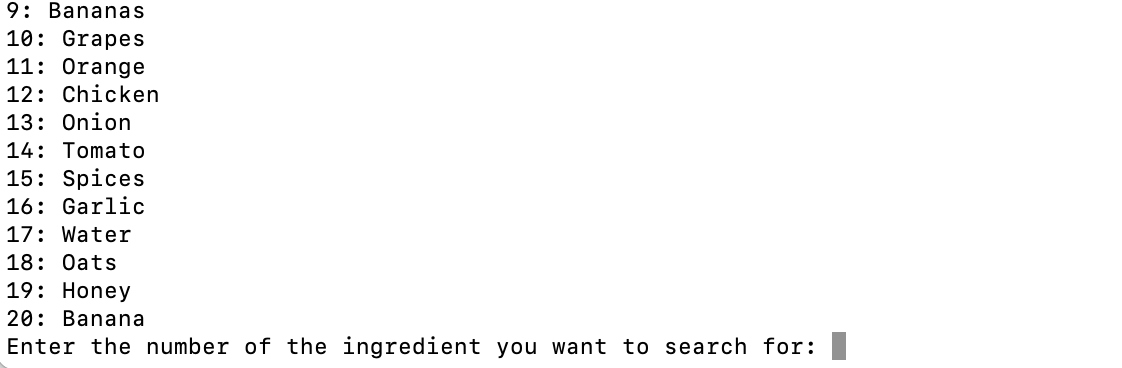 9: Bananas
10: Grapes
11: Orange
12: Chicken
13: Onion
14: Tomato
15: Spices
16: Garlic
17: Water
18: Oats
19: Honey
20: Banana
Enter the number of the ingredient you want to search for: